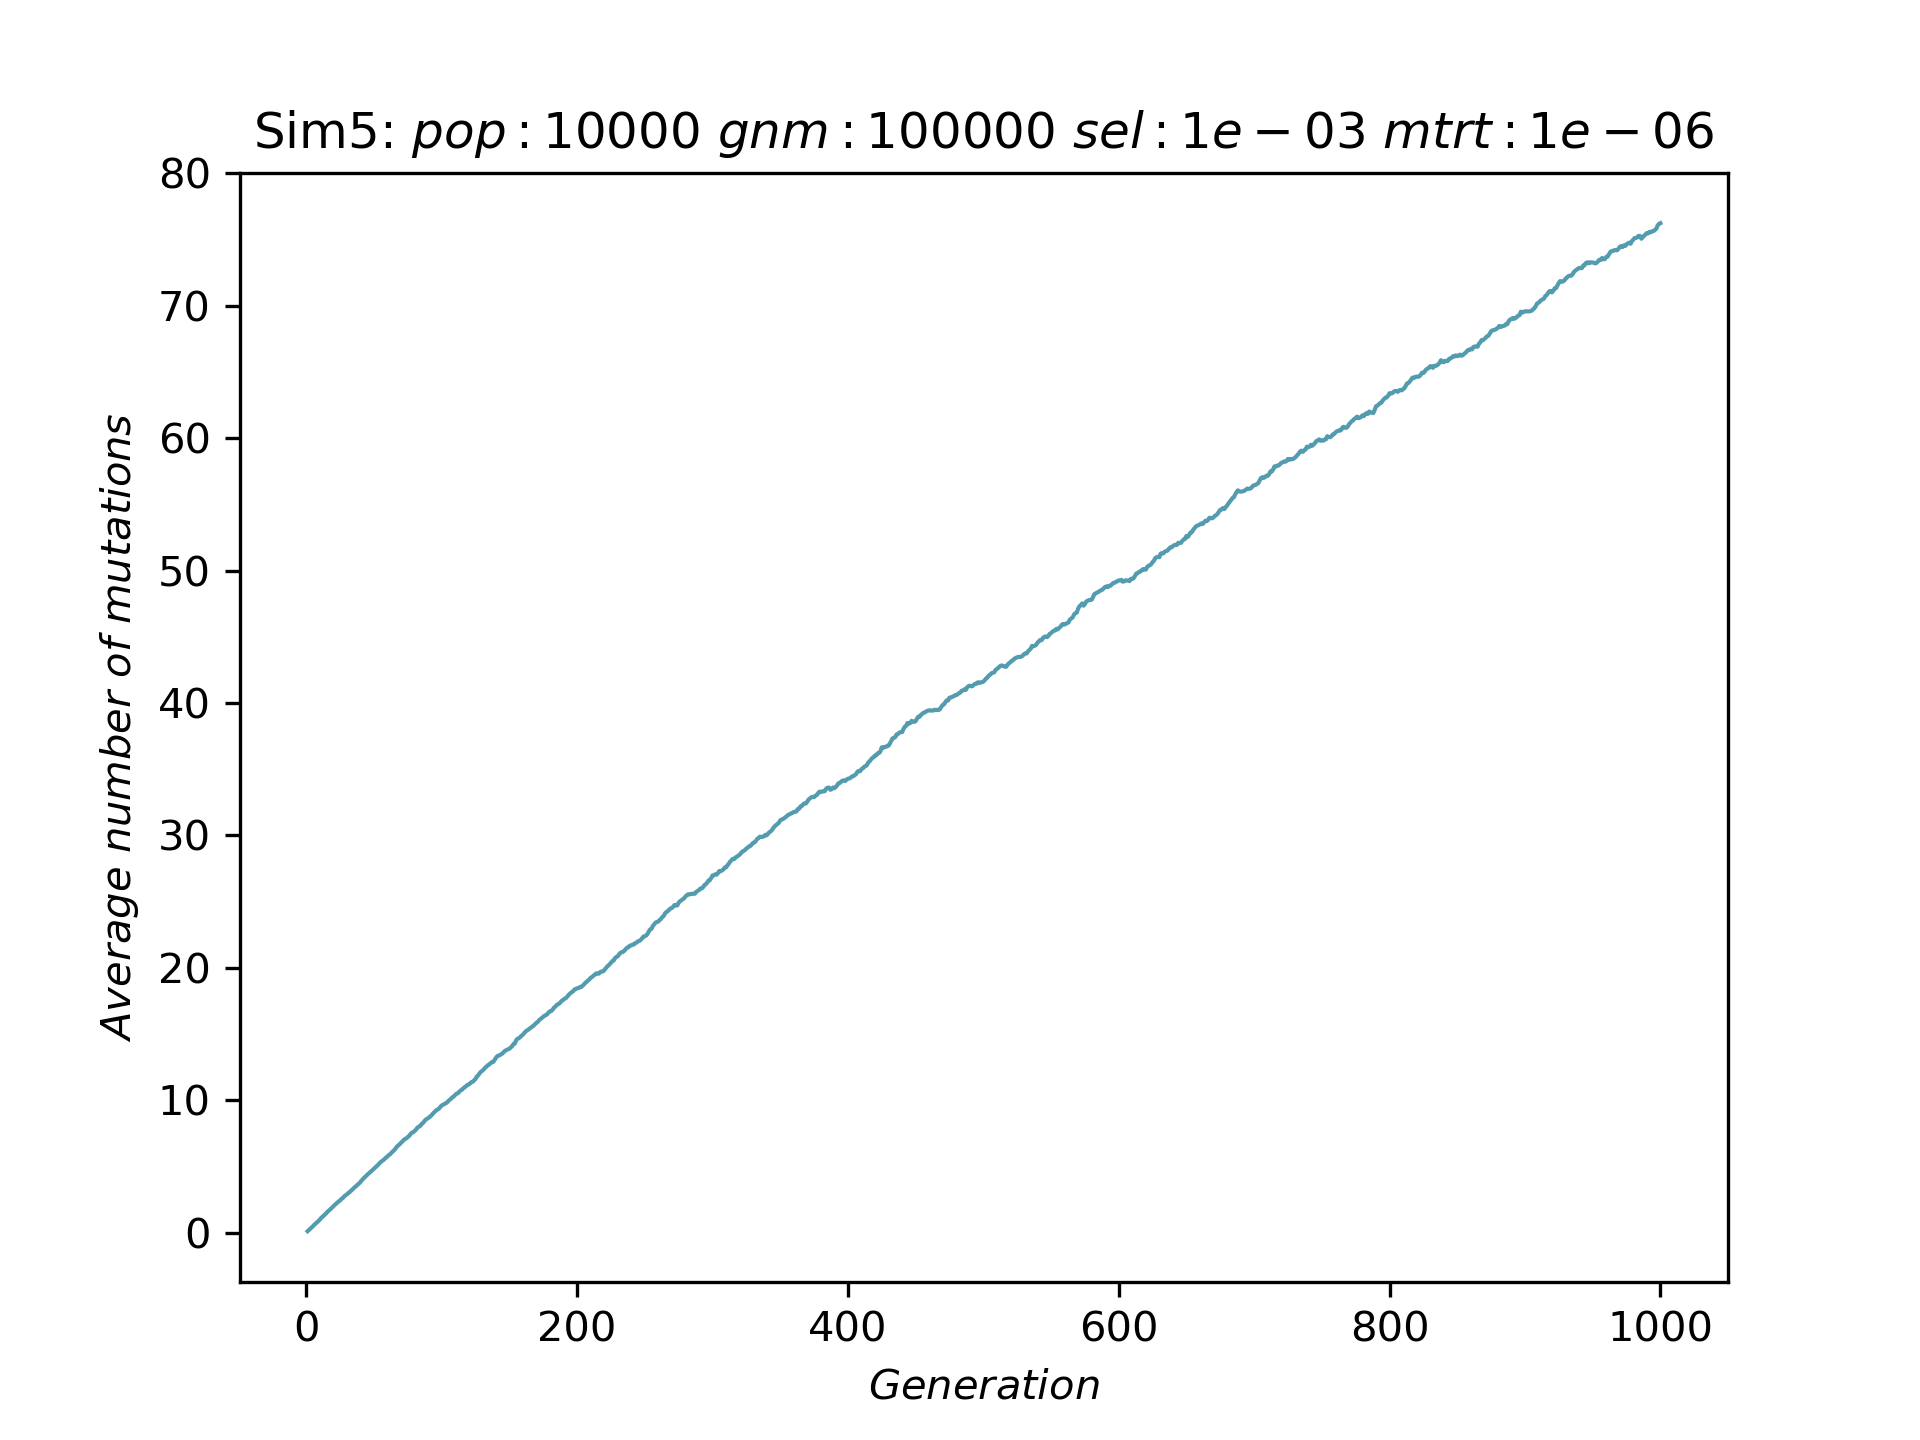 Sim5: pop : 10000 gnm : 100000 sel : 1e − 03 mtrt : 1e − 06
80
70
60
50
40
30
20
10
0
Average number of mutations
0 200 400 600 800 1000
Generation